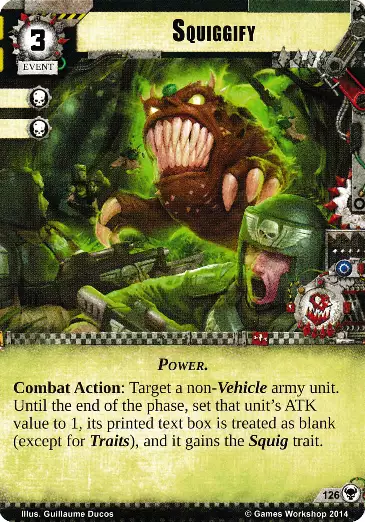 Squiggify
3
EVENT
Power.
Combat Action: Target a non-Vehicle army unit.
Until the end of the phase, set that unit's ATK
value to 1, its printed text box is treated as blank
(except for Traits), and it gains the Squig trait.
126
Illus. Guillaume Ducos
© Games Workshop 2014